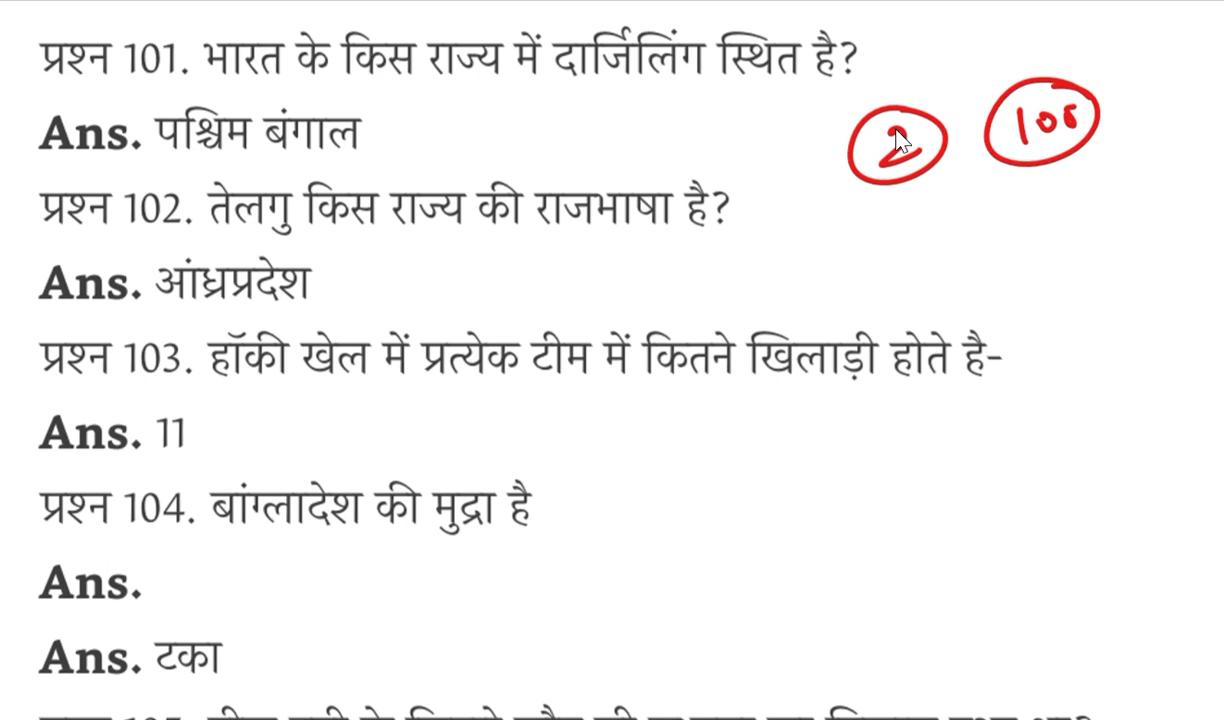 प्रश्न 101. भारत के किस राज्य में दार्जिलिंग स्थित है?
Ans. पश्चिम बंगाल
2
प्रश्न 102. तेलगु किस राज्य की राजभाषा है?
Ans. आंध्रप्रदेश
प्रश्न 103. हॉकी खेल में प्रत्येक टीम में कितने खिलाड़ी होते है-
Ans. 11
प्रश्न 104. बांग्लादेश की मुद्रा है
Ans.
Ans. टका